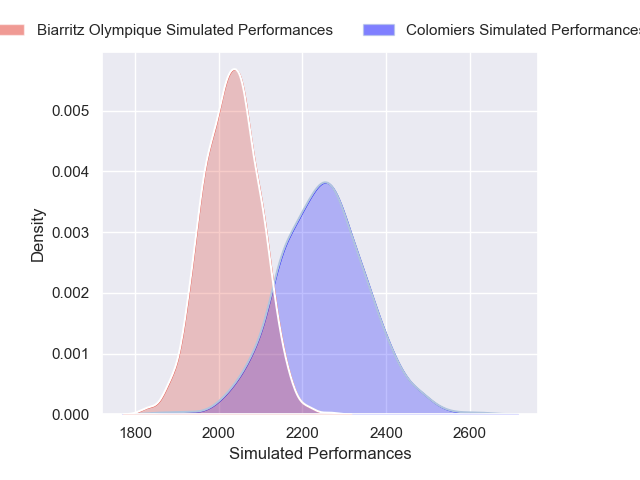 Biarritz Olympique Simulated Performances
Colomiers Simulated Performances
0.005
0.004
0.003
0.002
0.001
0.000
Density
1800 2000 2200 2400 2600
Simulated Performances